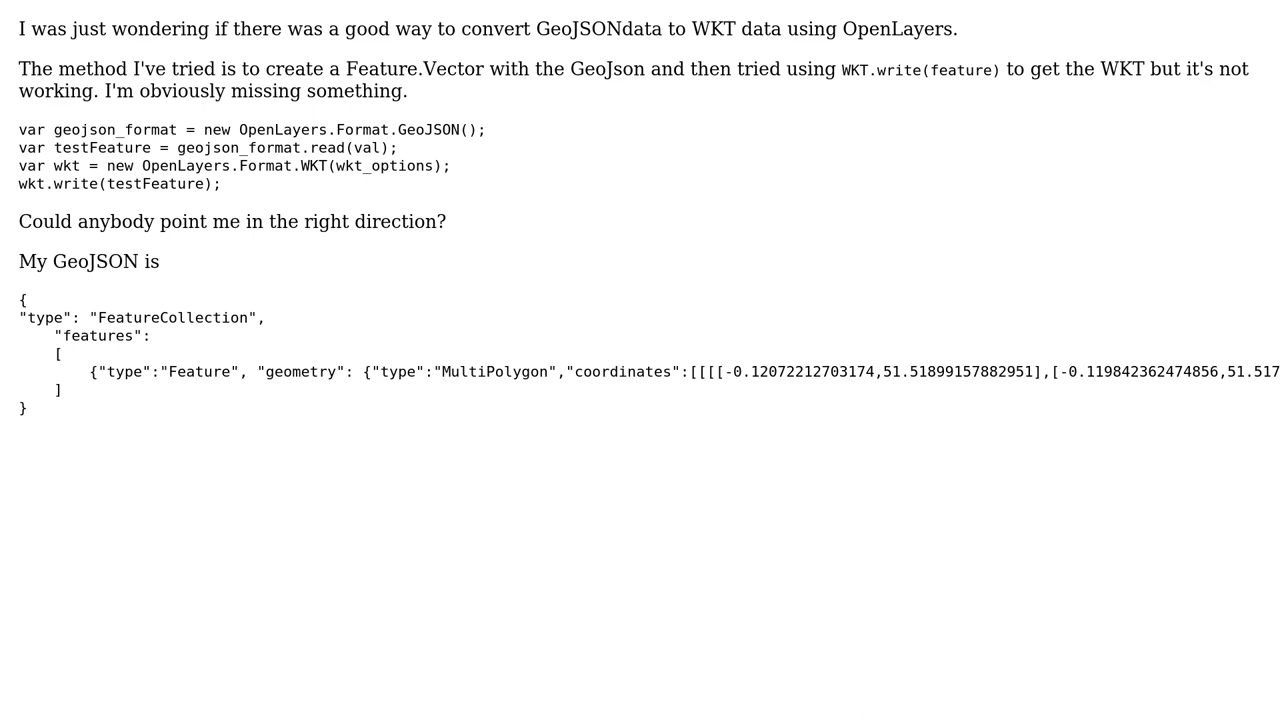 I was just wondering if there was a good way to convert GeoJSONdata to WKT data using OpenLayers.
The method I've tried is to create a Feature.Vector with the GeoJson and then tried using WKT.write(feature) to get the WKT but it's not
working. I'm obviously missing something.
var geojson_format = new OpenLayers.Format.GeoJSON();
var testFeature = geojson_format.read(val);
var wkt = new OpenLayers.Format.WKT(wkt_options);
wkt.write(testFeature);
Could anybody point me in the right direction?
My GeoJSON is
{
"type": "FeatureCollection",
    "features":
    [
        {"type":"Feature", "geometry": {"type":"MultiPolygon","coordinates":[[[[-0.12072212703174,51.51899157882951],[-0.119842362474856,51.517
    ]
}